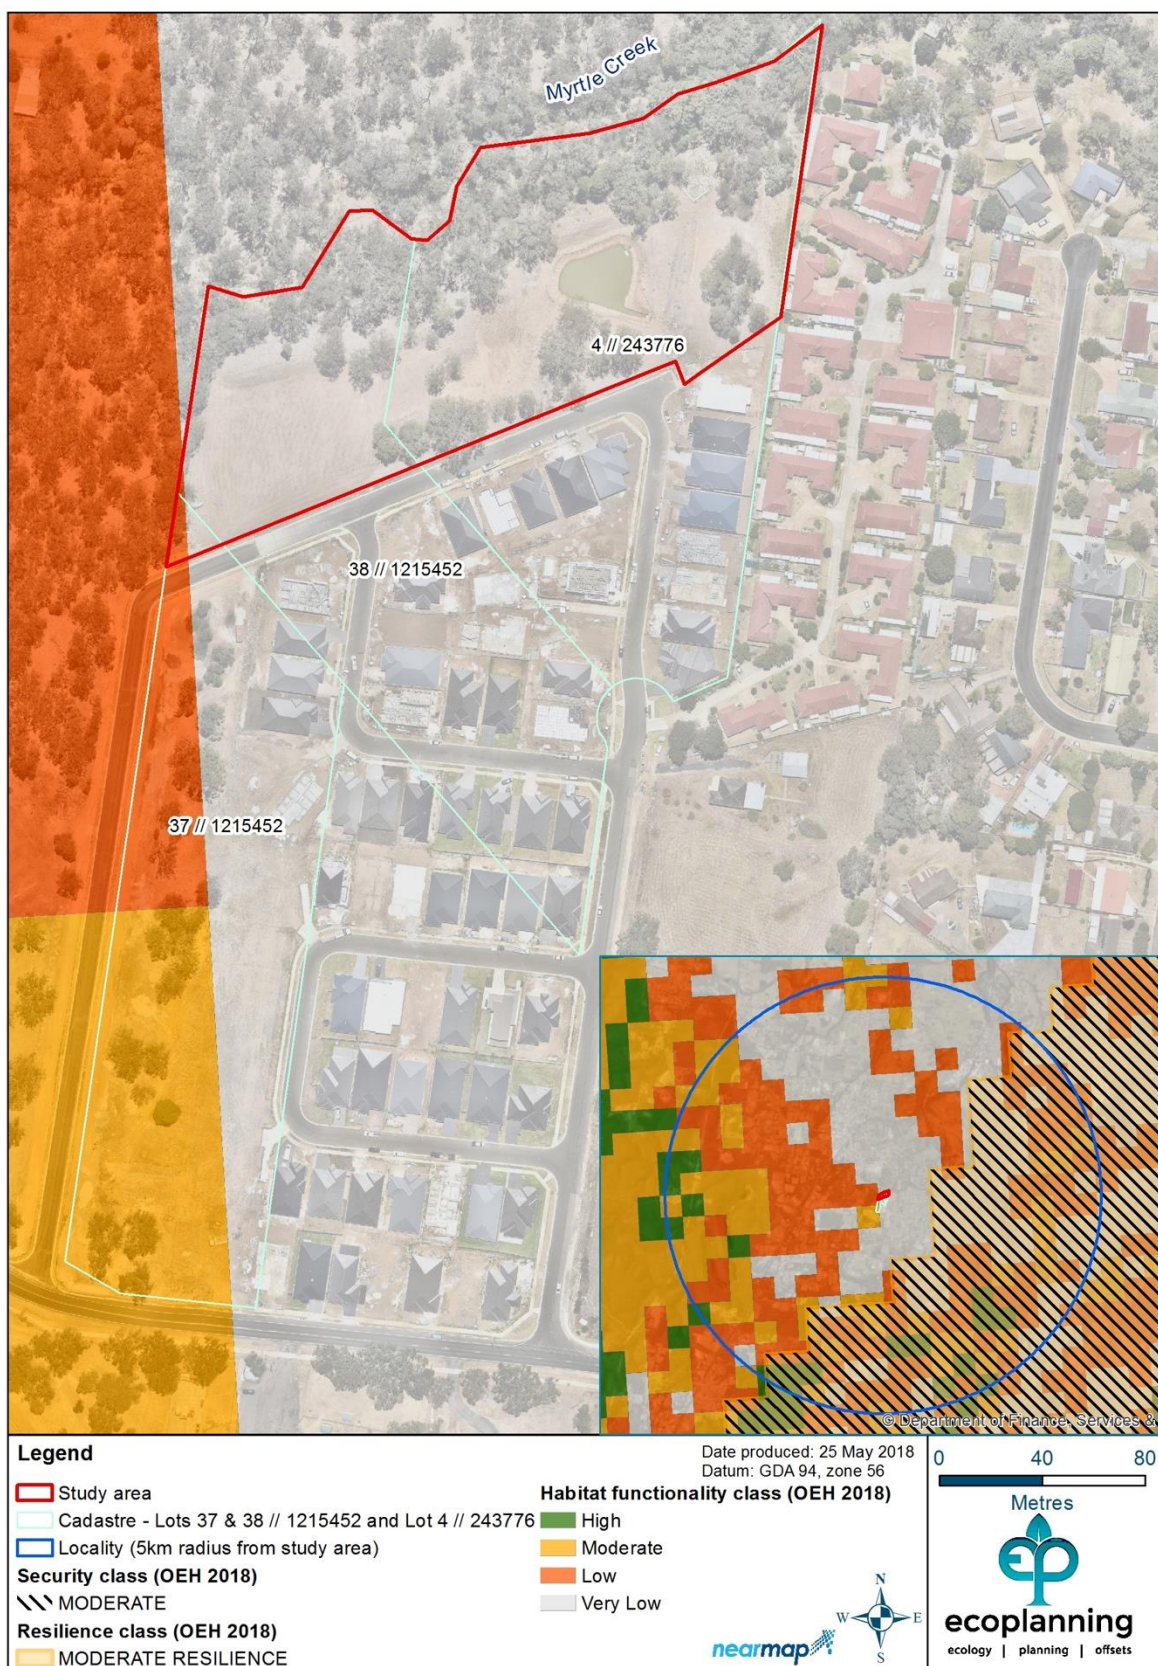 Myrtle Creek
4 // 243776
38 // 1215452
37 // 1215452
© Department of Finance, Services &
Legend
Study area
Cadastre - Lots 37 & 38 // 1215452 and Lot 4 // 243776
Locality (5km radius from study area)
Security class (OEH 2018)
MODERATE
Resilience class (OEH 2018)
MODERATE RESILIENCE
Date produced: 25 May 2018
Datum: GDA 94, zone 56
Habitat functionality class (OEH 2018)
High
Moderate
Low
Very Low
N
W
E
S
nearmap
0 40 80
Metres
ep
ecoplanning
ecology | planning | offsets